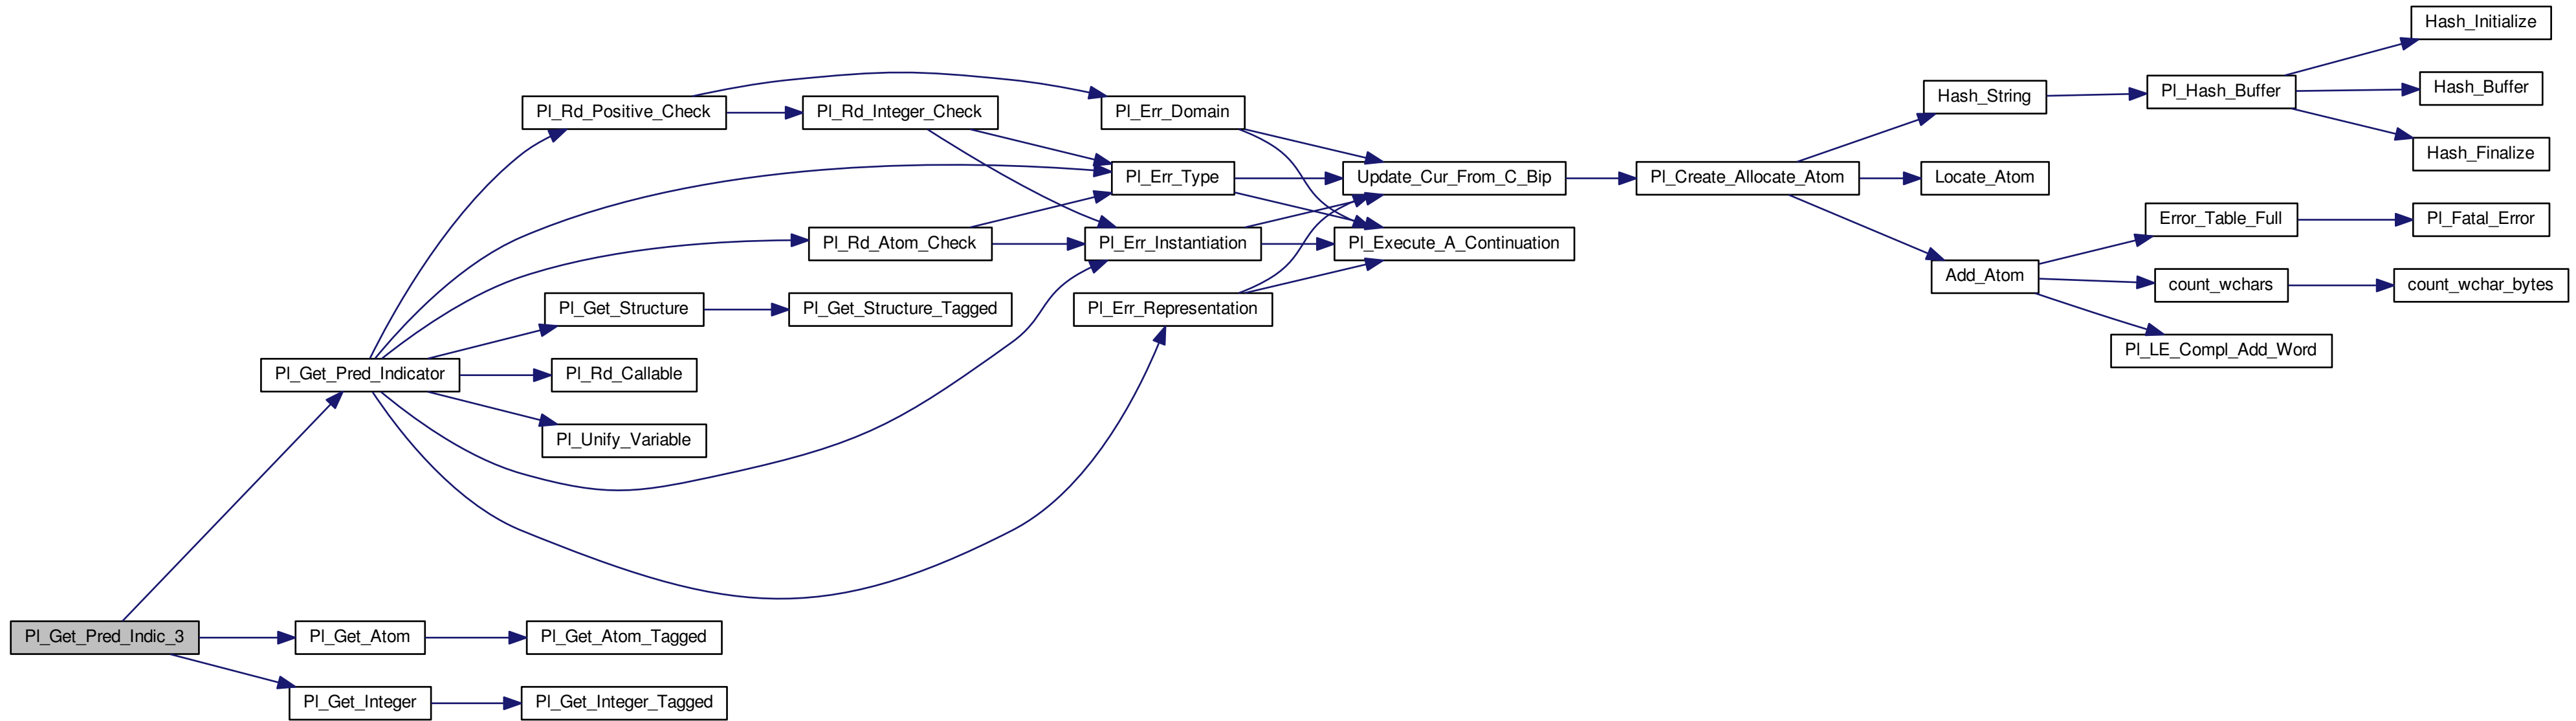 Hash_Initialize
Pl_Rd_Positive_Check
Pl_Rd_Integer_Check
Pl_Err_Domain
Hash_String
Pl_Hash_Buffer
Hash_Buffer
Hash_Finalize
Pl_Err_Type
Update_Cur_From_C_Bip
Pl_Create_Allocate_Atom
Locate_Atom
Pl_Rd_Atom_Check
Pl_Err_Instantiation
Pl_Execute_A_Continuation
Error_Table_Full
Pl_Fatal_Error
Add_Atom
count_wchars
count_wchar_bytes
Pl_Get_Structure
Pl_Get_Structure_Tagged
Pl_Err_Representation
Pl_LE_Compl_Add_Word
Pl_Get_Pred_Indicator
Pl_Rd_Callable
Pl_Unify_Variable
Pl_Get_Pred_Indic_3
Pl_Get_Atom
Pl_Get_Atom_Tagged
Pl_Get_Integer
Pl_Get_Integer_Tagged